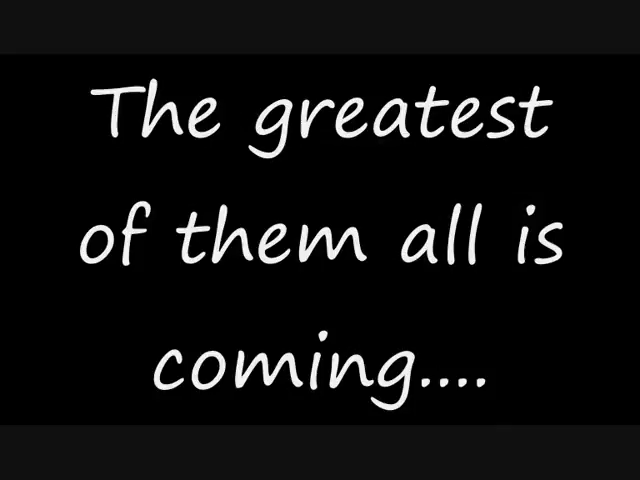 The greatest
of them all is
coming....